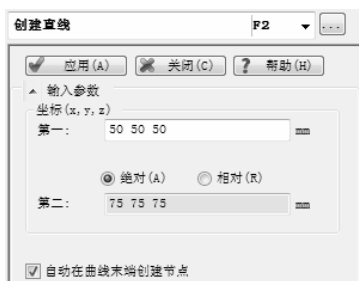 创建直线 F2 ...
应用(A) 关闭(C) ? 帮助(H)
输入参数
坐标(x,y,z)
第一: 50 50 50 mm
绝对(A) 相对(R)
第二: 75 75 75 mm
自动在曲线末端创建节点